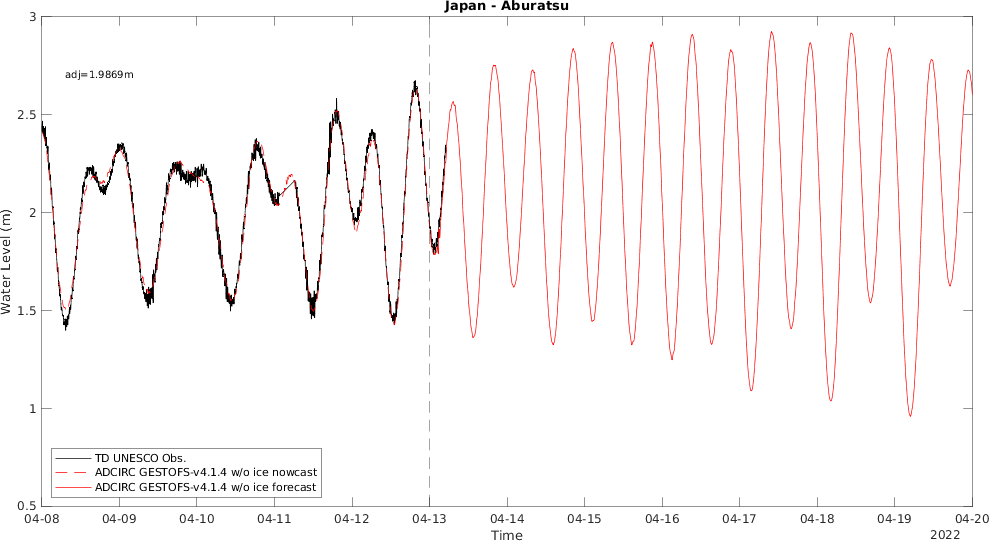 Japan - Aburatsu
adj=1.9869m
3
2.5
2
1.5
1
0.5
Water Level (m)
TD UNESCO Obs.
ADCIRC GESTOFS-v4.1.4 w/o ice nowcast
ADCIRC GESTOFS-v4.1.4 w/o ice forecast
04-08 04-09 04-10 04-11 04-12 04-13 04-14 04-15 04-16 04-17 04-18 04-19 04-20
Time
2022